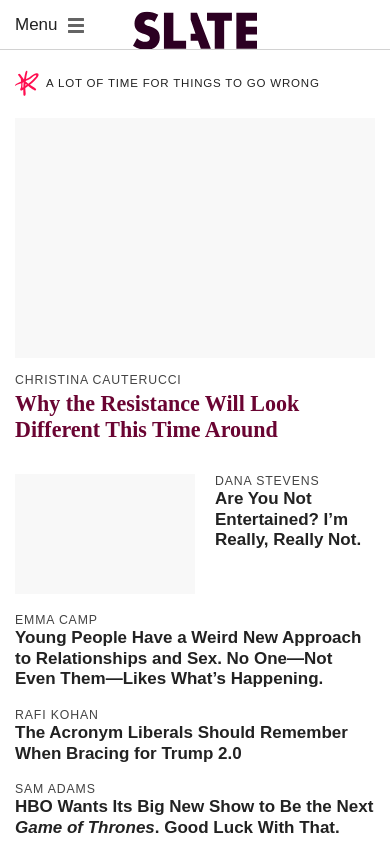 Menu
SLATE
A LOT OF TIME FOR THINGS TO GO WRONG
CHRISTINA CAUTERUCCI
Why the Resistance Will Look
Different This Time Around
DANA STEVENS
Are You Not
Entertained? I’m
Really, Really Not.
EMMA CAMP
Young People Have a Weird New Approach
to Relationships and Sex. No One—Not
Even Them—Likes What’s Happening.
RAFI KOHAN
The Acronym Liberals Should Remember
When Bracing for Trump 2.0
SAM ADAMS
HBO Wants Its Big New Show to Be the Next
Game of Thrones. Good Luck With That.